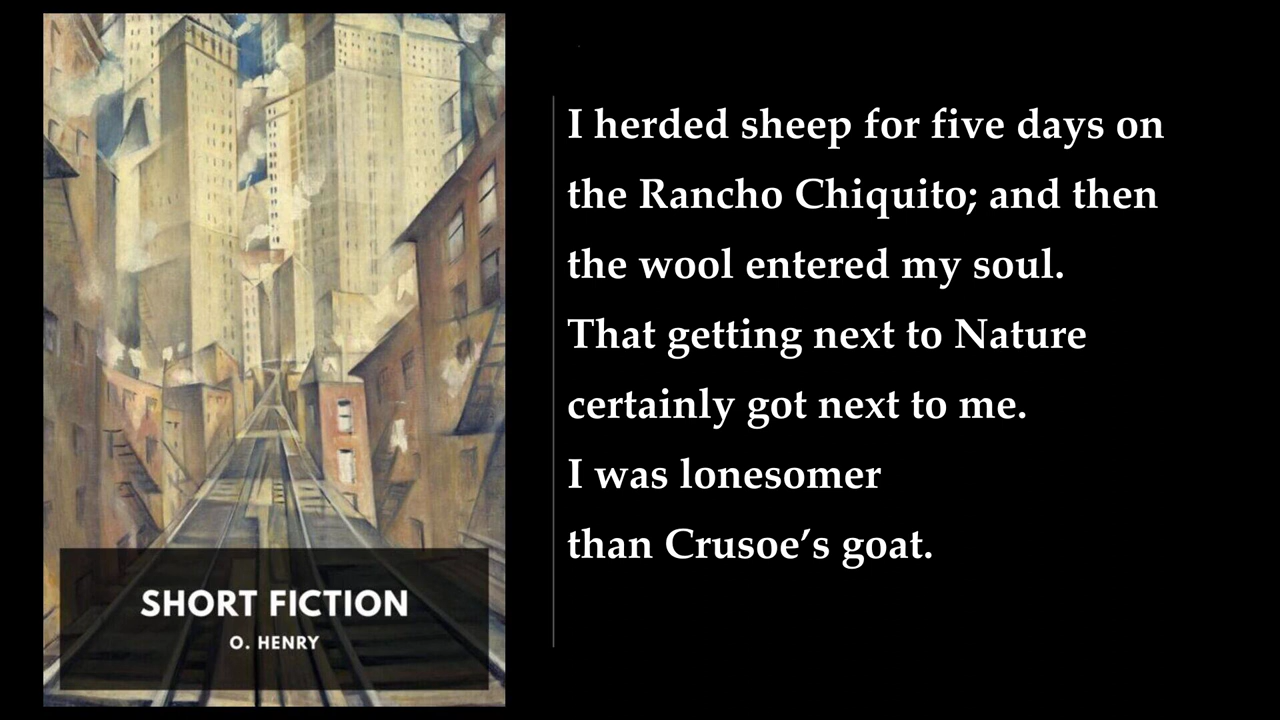 SHORT FICTION
O. HENRY
I herded sheep for five days on
the Rancho Chiquito; and then
the wool entered my soul.
That getting next to Nature
certainly got next to me.
I was lonesomer
than Crusoe’s goat.